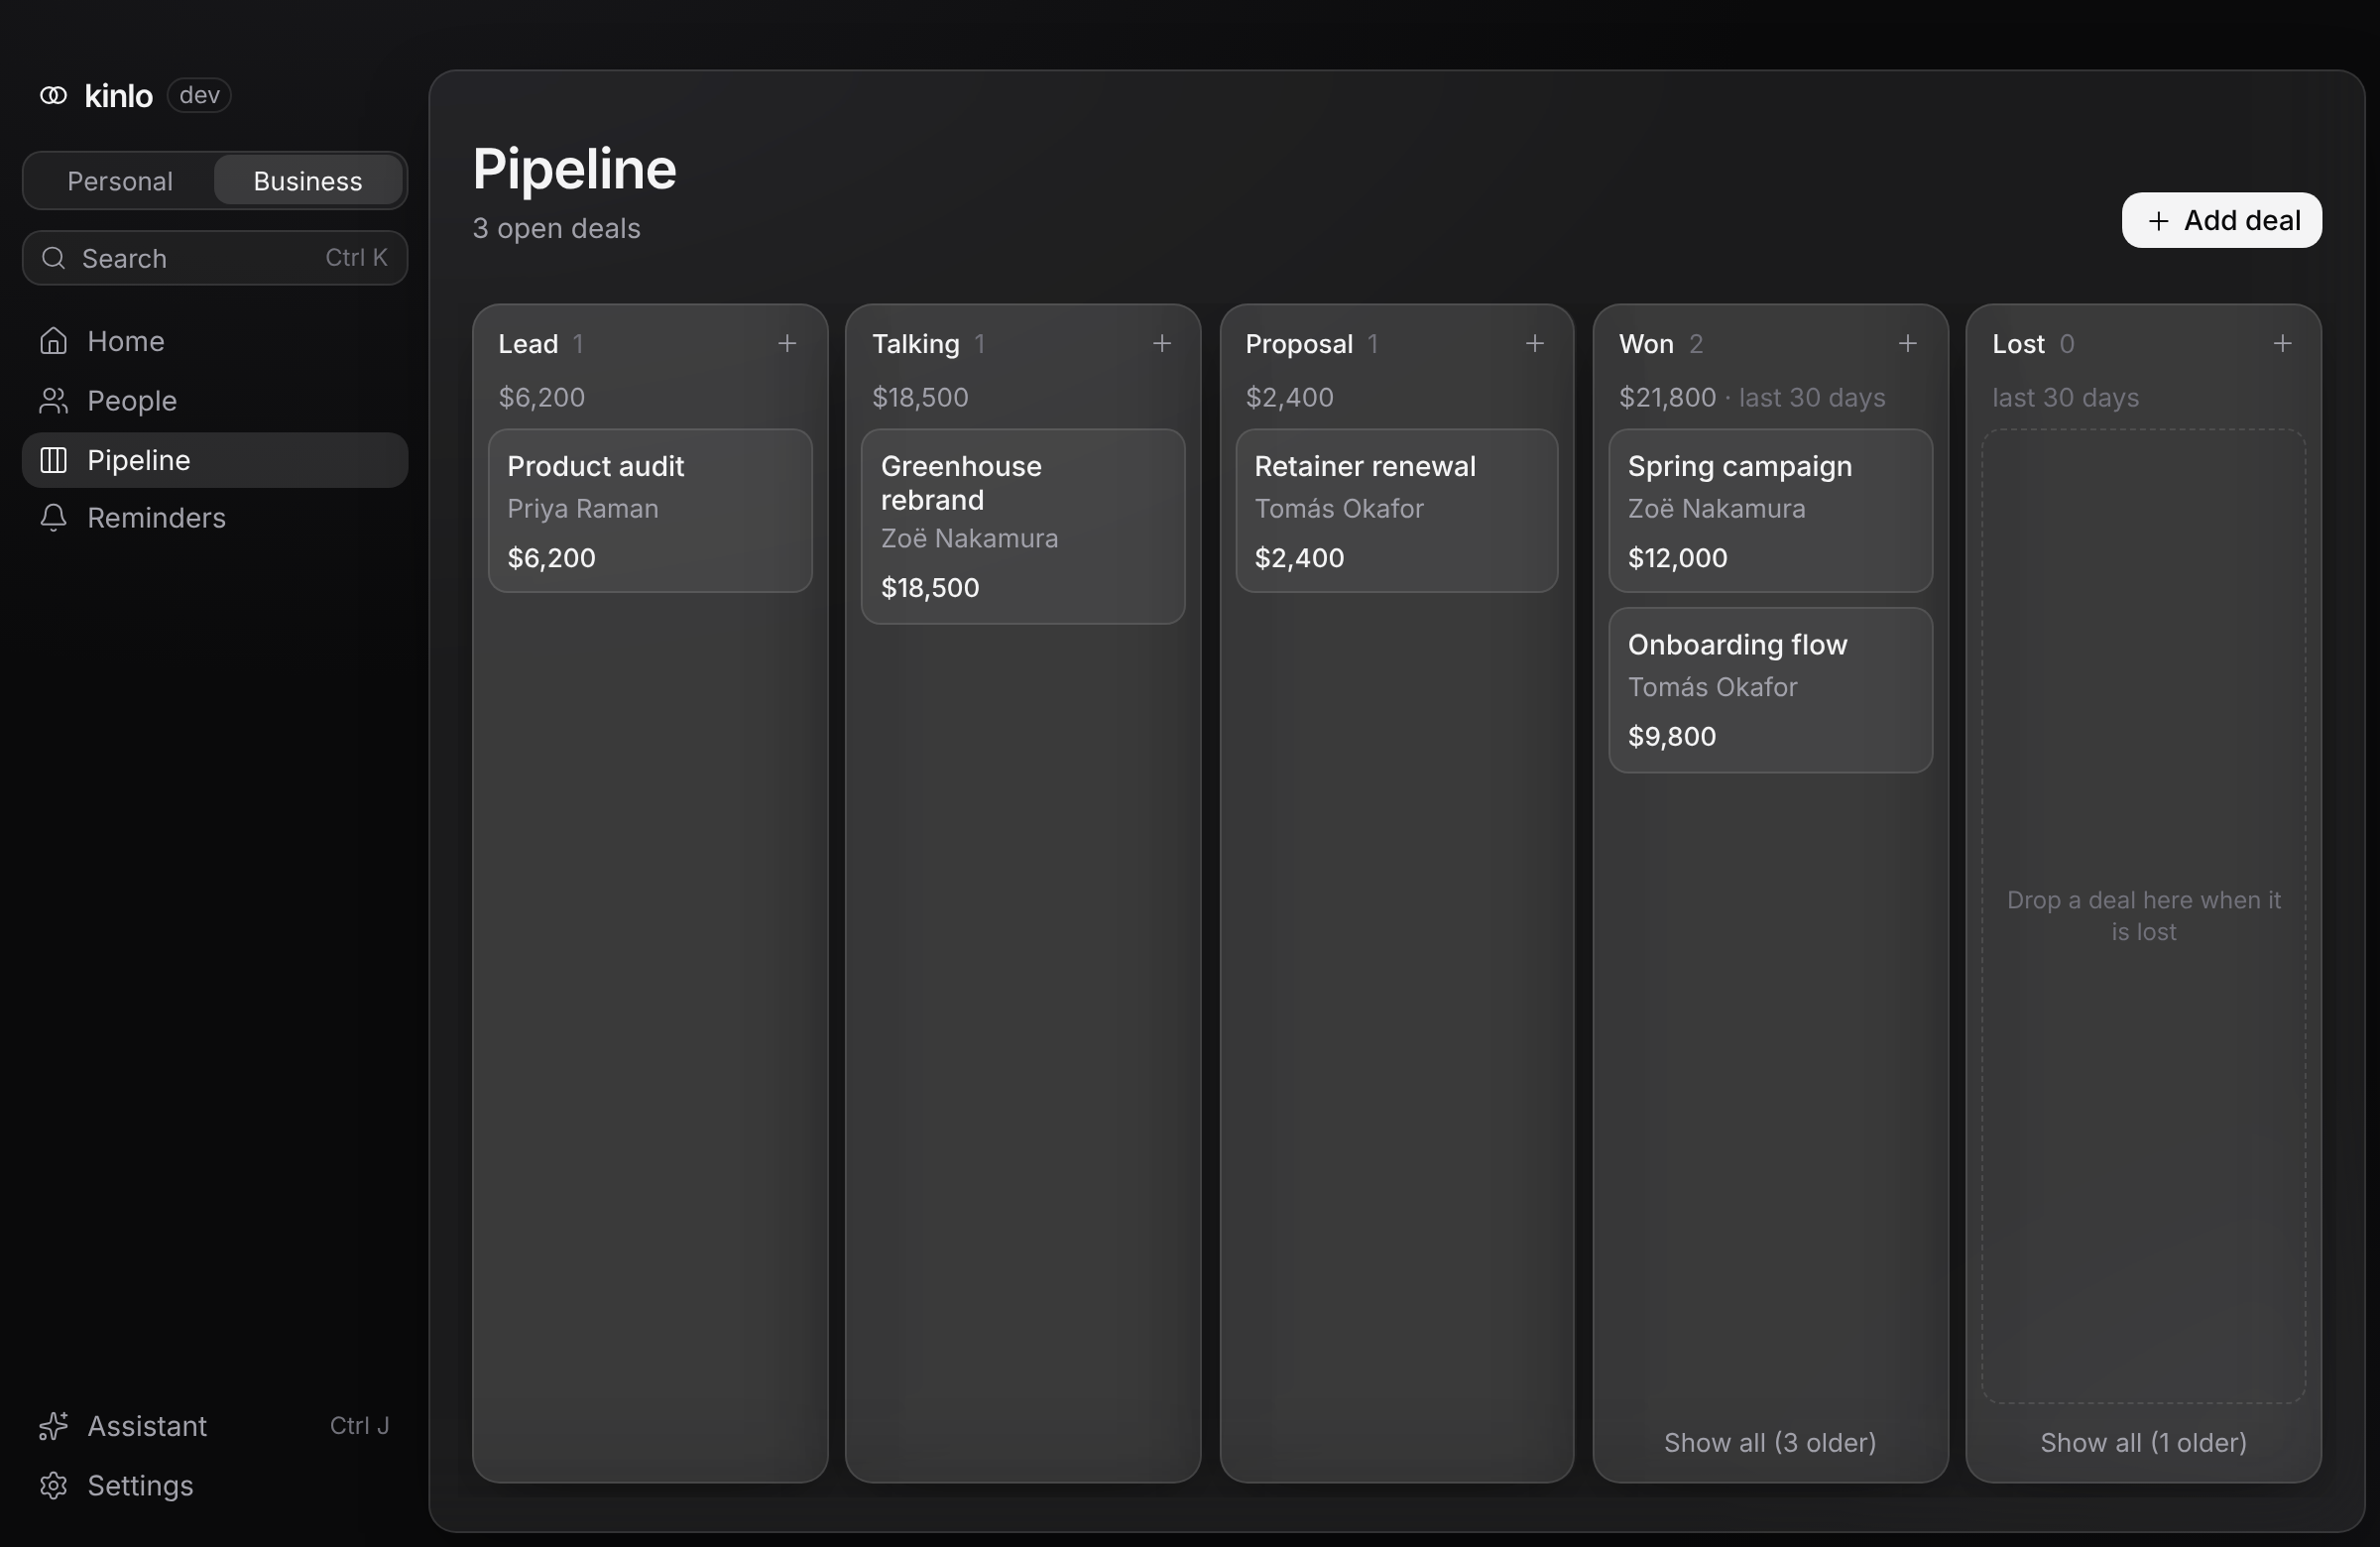 kinlo dev
Personal Business
Search Ctrl K
Home
People
Pipeline
Reminders
Assistant Ctrl J
Settings
Pipeline
3 open deals
+ Add deal
Lead 1 +
$6,200
Product audit
Priya Raman
$6,200
Talking 1 +
$18,500
Greenhouse
rebrand
Zoë Nakamura
$18,500
Proposal 1 +
$2,400
Retainer renewal
Tomás Okafor
$2,400
Won 2 +
$21,800 · last 30 days
Spring campaign
Zoë Nakamura
$12,000
Onboarding flow
Tomás Okafor
$9,800
Show all (3 older)
Lost 0 +
last 30 days
Drop a deal here when it
is lost
Show all (1 older)